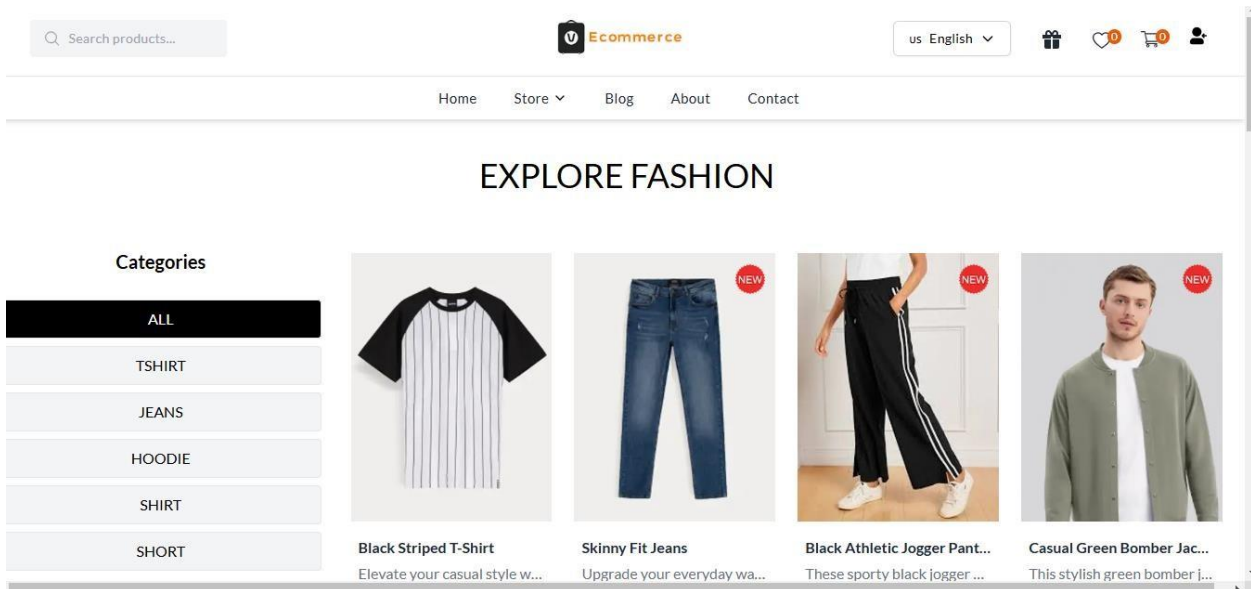 Search products...
Ecommerce
us English
0
0
Home Store Blog About Contact
EXPLORE FASHION
Categories
ALL
TSHIRT
JEANS
HOODIE
SHIRT
SHORT
NEW
NEW
NEW
Black Striped T-Shirt
Elevate your casual style w...
Skinny Fit Jeans
Upgrade your everyday wa...
Black Athletic Jogger Pant...
These sporty black jogger ...
Casual Green Bomber Jac...
This stylish green bomber j...